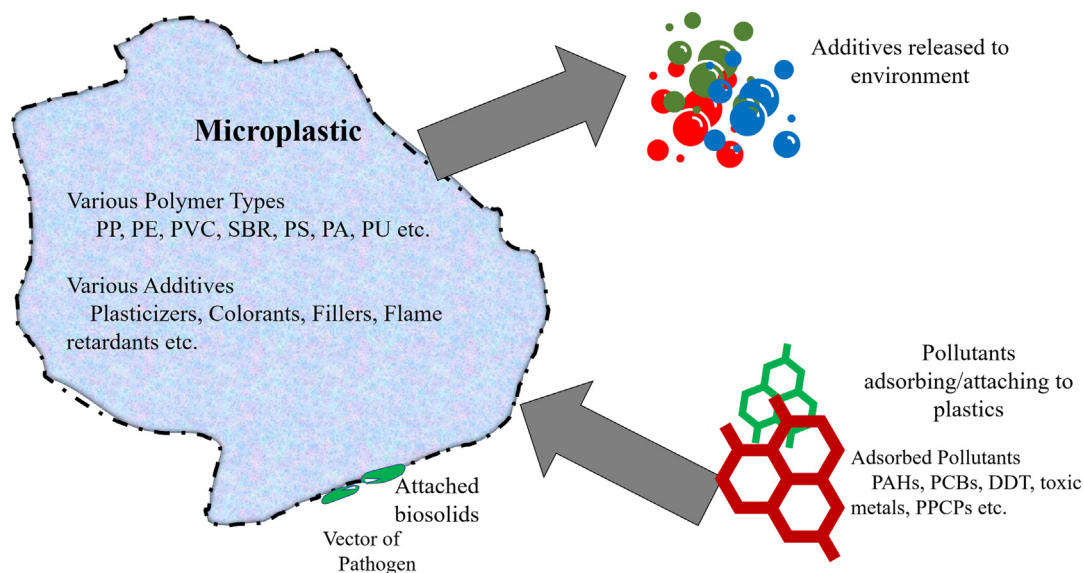 Microplastic
Various Polymer Types
PP, PE, PVC, SBR, PS, PA, PU etc.
Various Additives
Plasticizers, Colorants, Fillers, Flame
retardants etc.
Additives released to
environment
Pollutants
adsorbing/attaching to
plastics
Adsorbed Pollutants
PAHs, PCBs, DDT, toxic
metals, PPCPs etc.
Attached
biosolids
Vector of
Pathogen